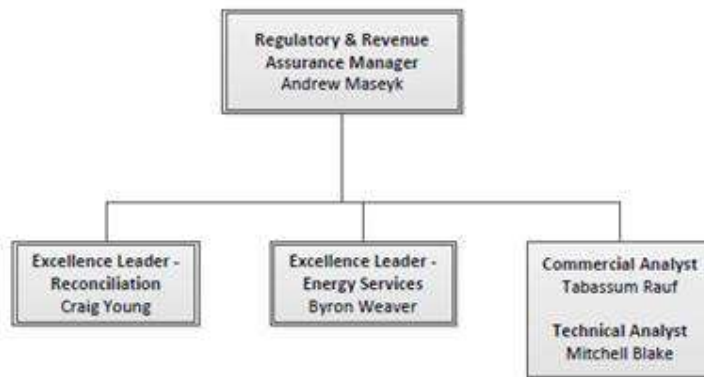 Regulatory & Revenue
Assurance Manager
Andrew Maseyk
Excellence Leader -
Reconciliation
Craig Young
Excellence Leader -
Energy Services
Byron Weaver
Commercial Analyst
Tabassum Rauf
Technical Analyst
Mitchell Blake